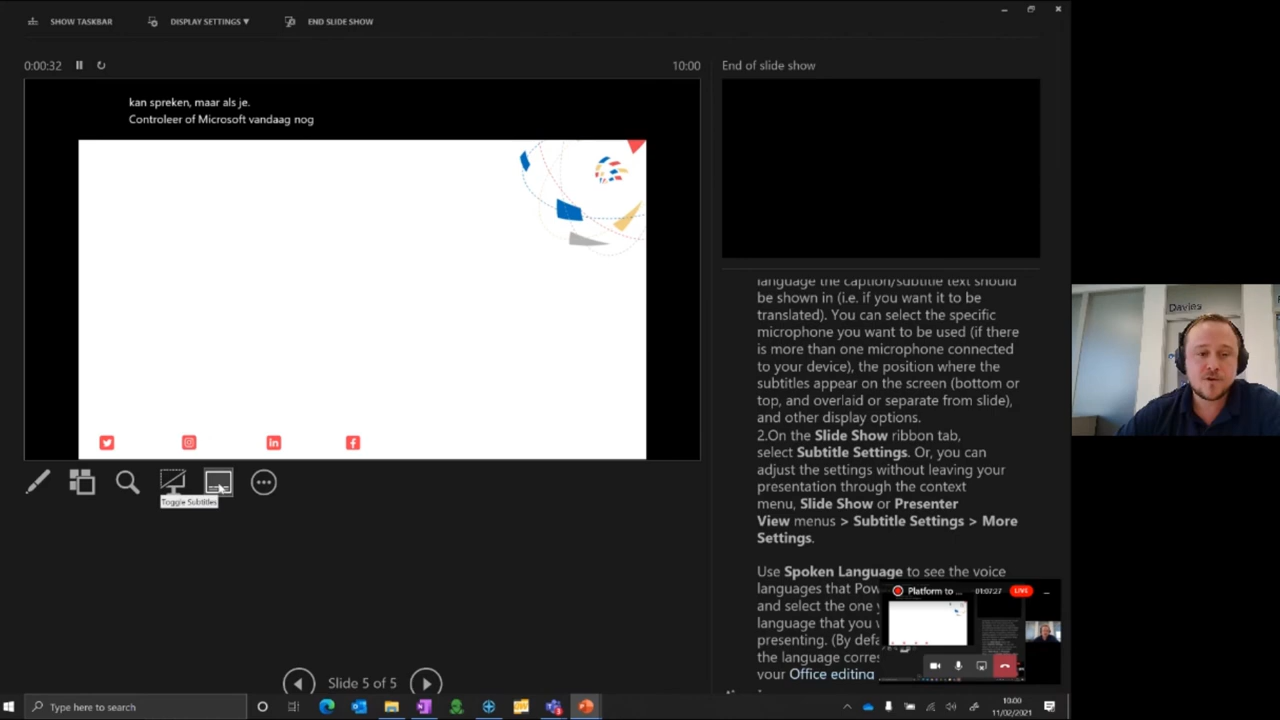 SHOW TASKBAR
DISPLAY SETTINGS ▼
END SLIDE SHOW
0:00:32
10:00
kan spreken, maar als je.
Controleer of Microsoft vandaag nog
Toggle Subtitles
Slide 5 of 5
End of slide show
language the caption/subtitle text should
be shown in (i.e. if you want it to be
translated). You can select the specific
microphone you want to be used (if there
is more than one microphone connected
to your device), the position where the
subtitles appear on the screen (bottom or
top, and overlaid or separate from slide),
and other display options.
2.On the Slide Show ribbon tab,
select Subtitle Settings. Or, you can
adjust the settings without leaving your
presentation through the context
menu, Slide Show or Presenter
View menus > Subtitle Settings > More
Settings.
Use Spoken Language to see the voice
languages that Pow
and select the one
language that you
presenting. (By defa
the language corres
your Office editing
Platform to ...
01:07:27
LIVE
Davies
Type here to search
10:00
11/02/2021